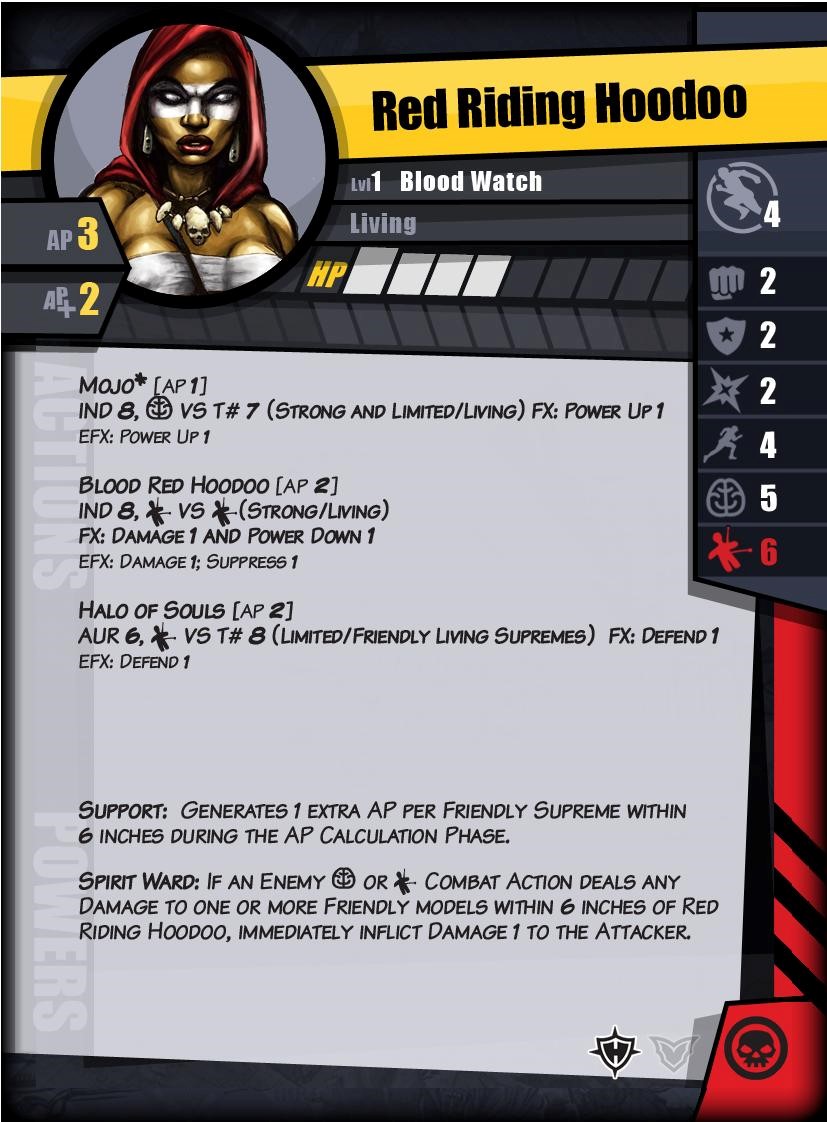 Red Riding Hoodoo
Lvl1 Blood Watch
Living
AP 3
AP+ 2
HP
4
2
2
2
4
5
6
ACTIONS
Mojo* [AP 1]
IND 8, VS T# 7 (Strong and Limited/Living) FX: Power Up 1
EFX: Power Up 1
Blood Red Hoodoo [AP 2]
IND 8, VS (Strong/Living)
FX: Damage 1 and Power Down 1
EFX: Damage 1; Suppress 1
Halo of Souls [AP 2]
AUR 6, VS T# 8 (Limited/Friendly Living Supremes) FX: Defend 1
EFX: Defend 1
POWERS
Support: Generates 1 extra AP per Friendly Supreme within
6 inches during the AP Calculation Phase.
Spirit Ward: If an Enemy or Combat Action deals any
Damage to one or more Friendly models within 6 inches of Red
Riding Hoodoo, immediately inflict Damage 1 to the Attacker.
H